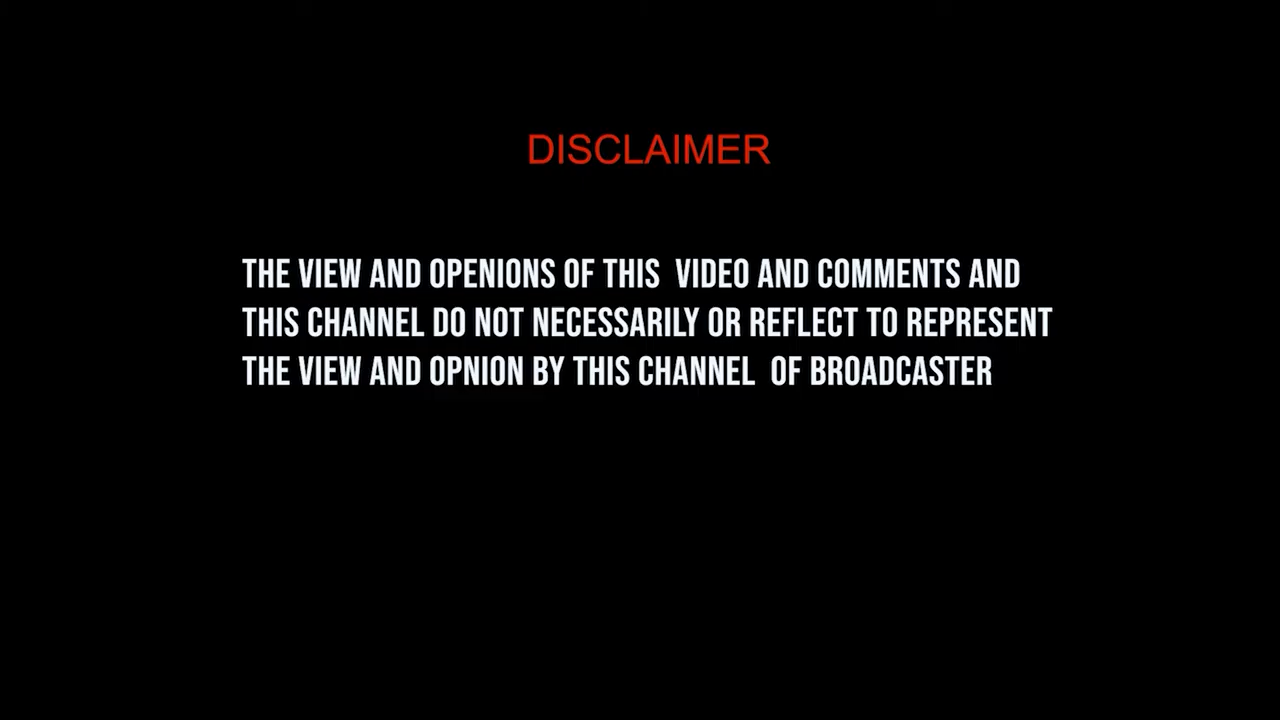 DISCLAIMER
THE VIEW AND OPENIONS OF THIS  VIDEO AND COMMENTS AND
THIS CHANNEL DO NOT NECESSARILY OR REFLECT TO REPRESENT
THE VIEW AND OPNION BY THIS CHANNEL  OF BROADCASTER